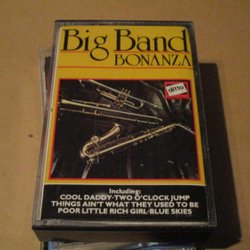 Big Band
BONANZA
ditto
Including:
COOL DADDY·TWO O'CLOCK JUMP
THINGS AIN'T WHAT THEY USED TO BE
POOR LITTLE RICH GIRL·BLUE SKIES